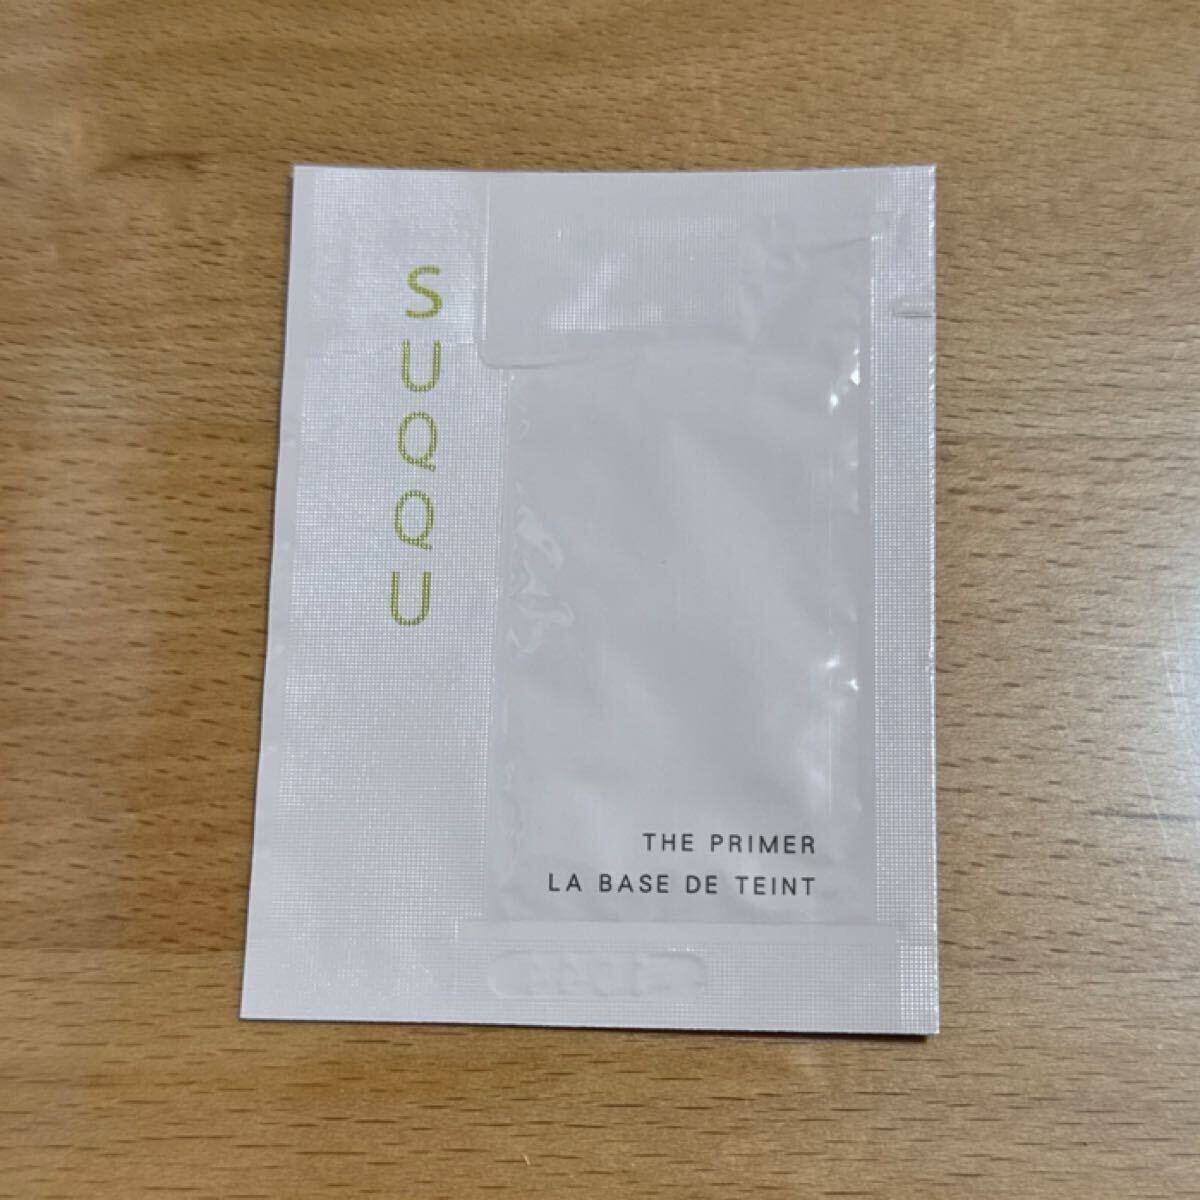 SUQQU
THE PRIMER
LA BASE DE TEINT